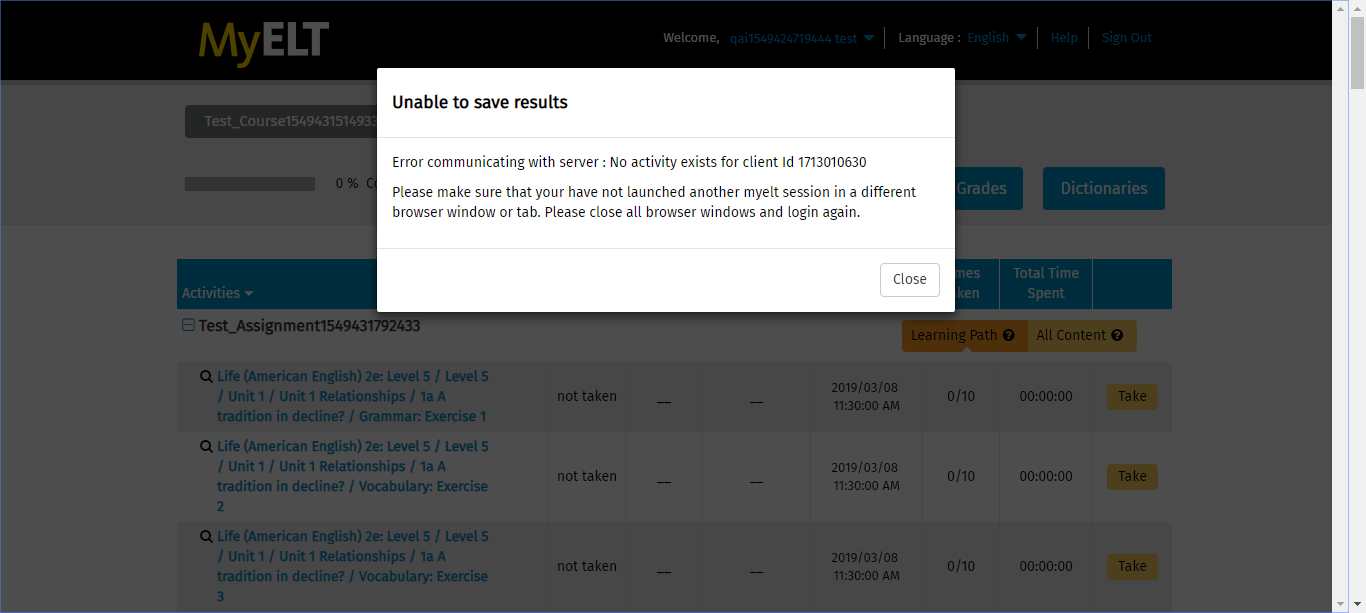 MyELT
Welcome, qai1549424719444 test
Language : English
Help
Sign Out
Unable to save results
Test_Course1549431514933
Error communicating with server : No activity exists for client Id 1713010630
0 %
Please make sure that your have not launched another myelt session in a different
browser window or tab. Please close all browser windows and login again.
Grades
Dictionaries
Close
Activities
Total Time
Spent
Test_Assignment1549431792433
Learning Path
All Content
Life (American English) 2e: Level 5 / Level 5
/ Unit 1 / Unit 1 Relationships / 1a A
tradition in decline? / Grammar: Exercise 1
not taken
__
__
2019/03/08
11:30:00 AM
0/10
00:00:00
Take
Life (American English) 2e: Level 5 / Level 5
/ Unit 1 / Unit 1 Relationships / 1a A
tradition in decline? / Vocabulary: Exercise
2
not taken
__
__
2019/03/08
11:30:00 AM
0/10
00:00:00
Take
Life (American English) 2e: Level 5 / Level 5
/ Unit 1 / Unit 1 Relationships / 1a A
tradition in decline? / Vocabulary: Exercise
3
not taken
__
__
2019/03/08
11:30:00 AM
0/10
00:00:00
Take